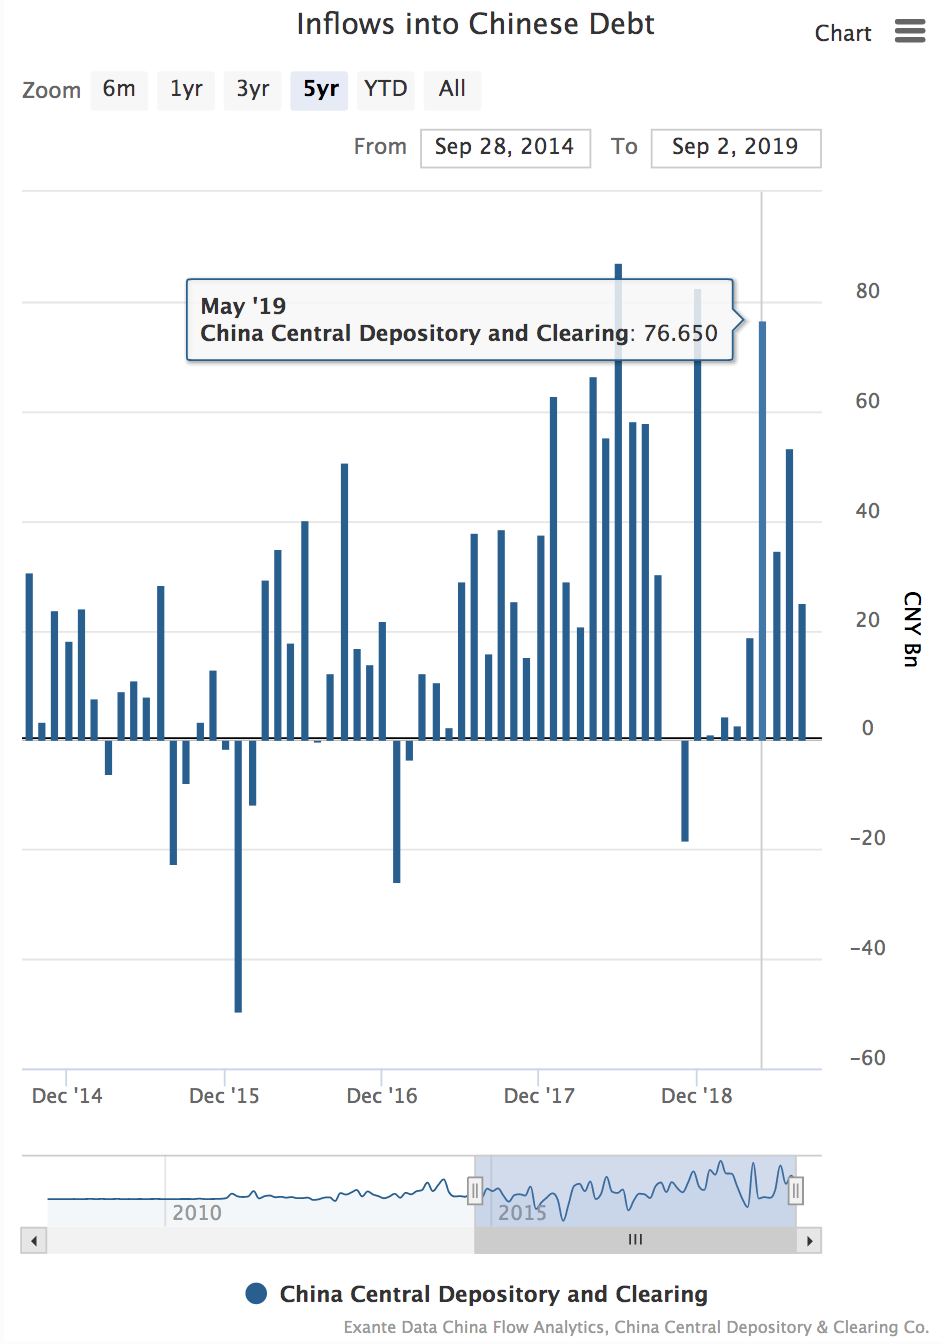 Inflows into Chinese Debt
Chart
Zoom 6m 1yr 3yr 5yr YTD All
From Sep 28, 2014 To Sep 2, 2019
May '19
China Central Depository and Clearing: 76.650
80
60
40
20
0
−20
−40
−60
CNY Bn
Dec '14 Dec '15 Dec '16 Dec '17 Dec '18
2010 2015
China Central Depository and Clearing
Exante Data China Flow Analytics, China Central Depository & Clearing Co.